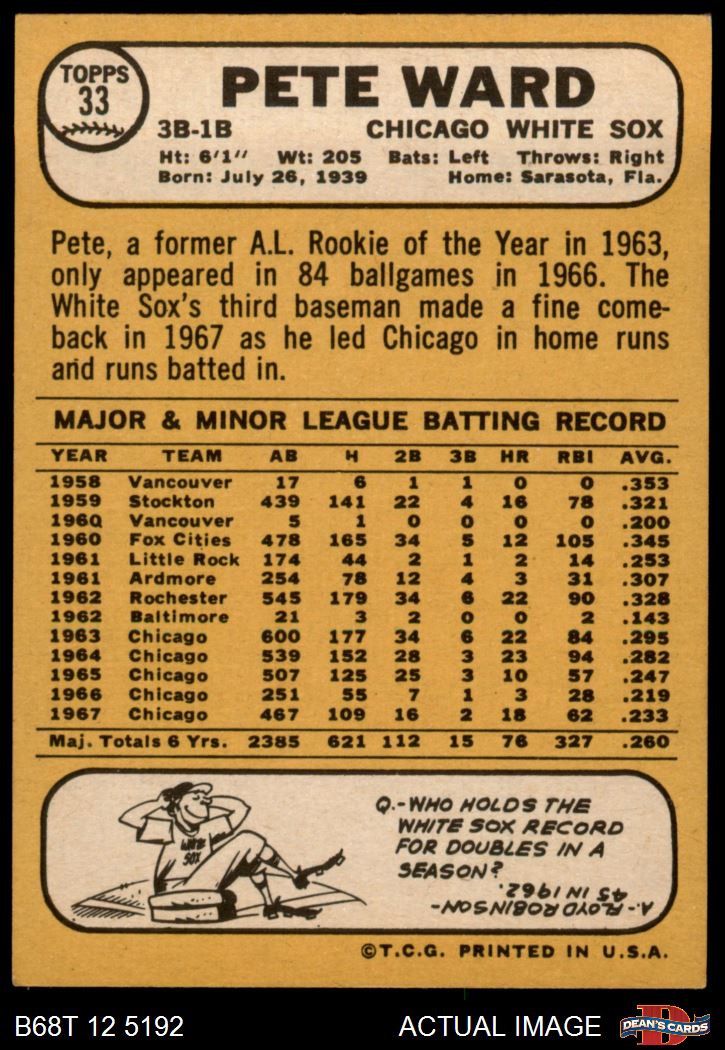 TOPPS
33
PETE WARD
3B-1B CHICAGO WHITE SOX
Ht: 6'1" Wt: 205 Bats: Left Throws: Right
Born: July 26, 1939 Home: Sarasota, Fla.
Pete, a former A.L. Rookie of the Year in 1963,
only appeared in 84 ballgames in 1966. The
White Sox's third baseman made a fine come-
back in 1967 as he led Chicago in home runs
and runs batted in.
MAJOR & MINOR LEAGUE BATTING RECORD
YEAR TEAM AB H 2B 3B HR RBI AVG.
1958 Vancouver 17 6 1 1 0 0 .353
1959 Stockton 439 141 22 4 16 78 .321
1960 Vancouver 5 1 0 0 0 0 .200
1960 Fox Cities 478 165 34 5 12 105 .345
1961 Little Rock 174 44 2 1 2 14 .253
1961 Ardmore 254 78 12 4 3 31 .307
1962 Rochester 545 179 34 6 22 90 .328
1962 Baltimore 21 3 2 0 0 2 .143
1963 Chicago 600 177 34 6 22 84 .295
1964 Chicago 539 152 28 3 23 94 .282
1965 Chicago 507 125 25 3 10 57 .247
1966 Chicago 251 55 7 1 3 28 .219
1967 Chicago 467 109 16 2 18 62 .233
Maj. Totals 6 Yrs. 2385 621 112 15 76 327 .260
WHITE
SOX
Q.-WHO HOLDS THE
WHITE SOX RECORD
FOR DOUBLES IN A
SEASON?
A.-FLOYD ROBINSON-
45 IN 1962.
©T.C.G. PRINTED IN U.S.A.
B68T 12 5192 ACTUAL IMAGE
D
DEAN'S CARDS